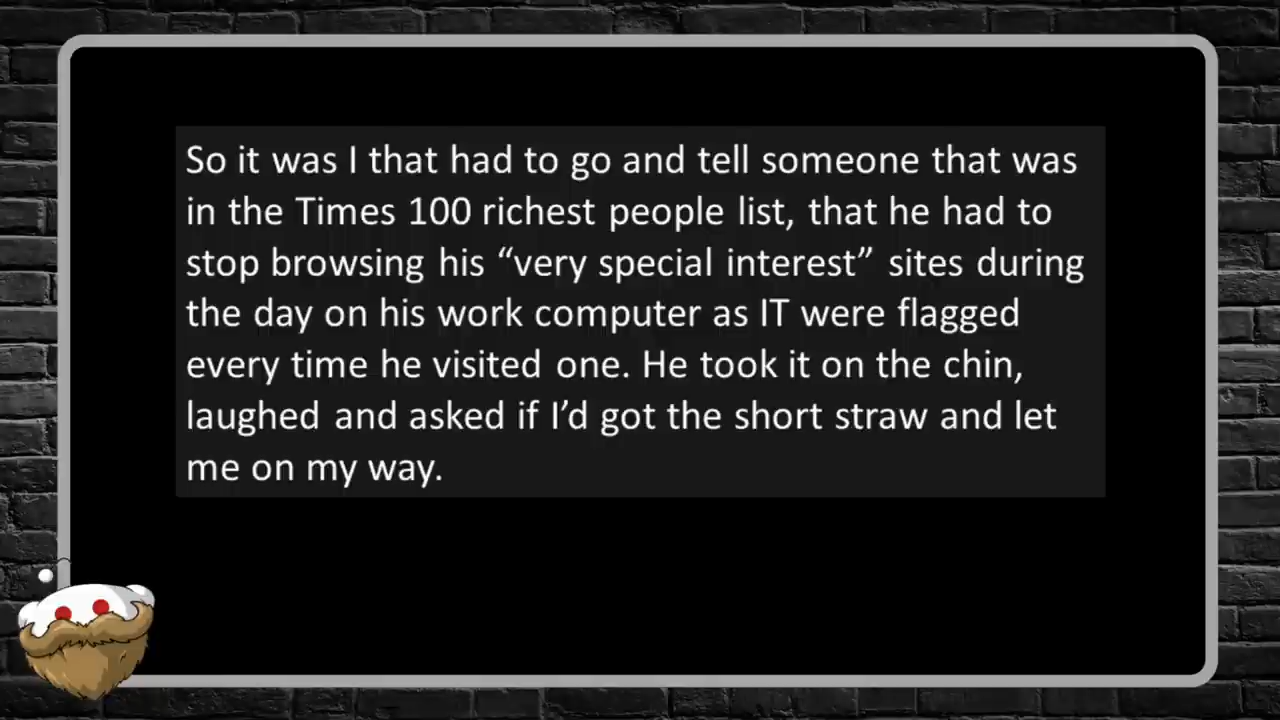 So it was I that had to go and tell someone that was
in the Times 100 richest people list, that he had to
stop browsing his “very special interest” sites during
the day on his work computer as IT were flagged
every time he visited one. He took it on the chin,
laughed and asked if I’d got the short straw and let
me on my way.